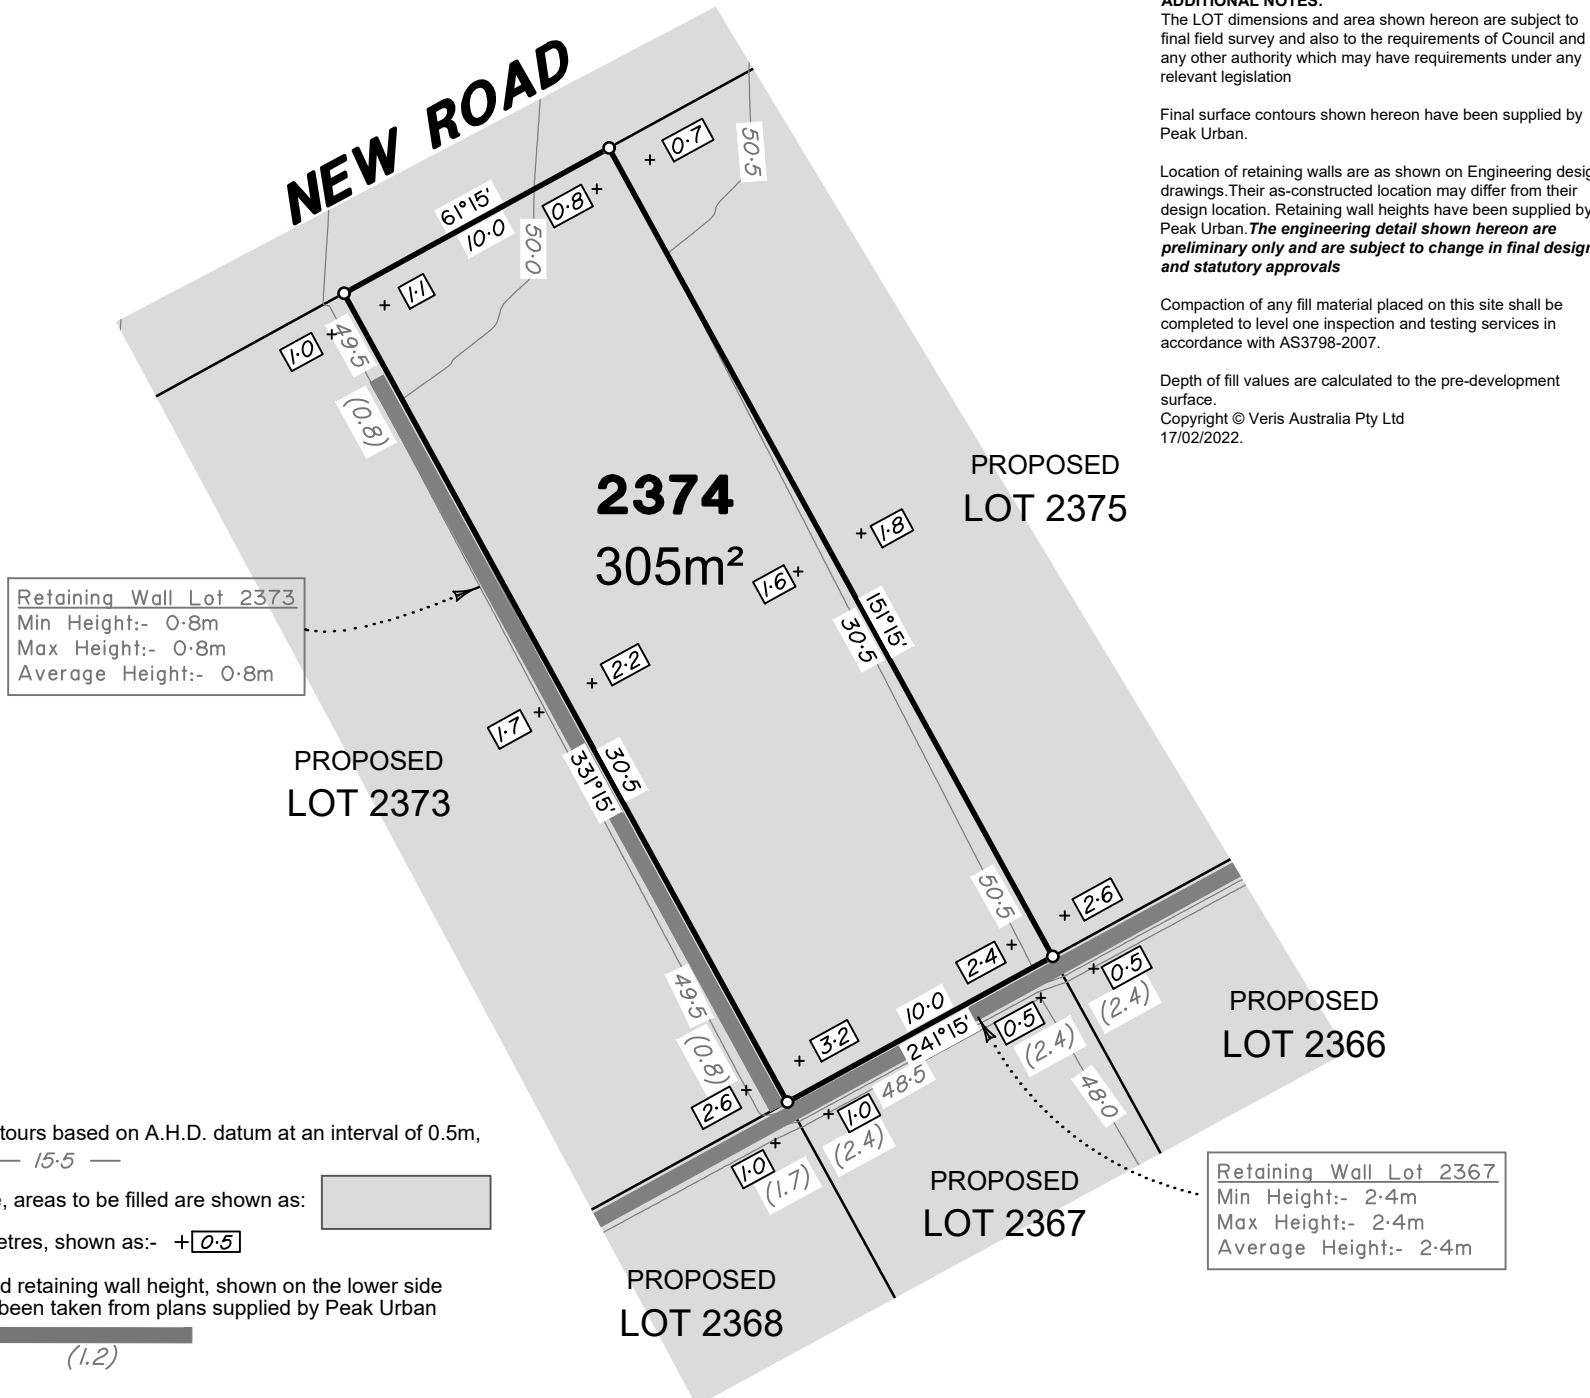 ADDITIONAL NOTES:
The LOT dimensions and area shown hereon are subject to
final field survey and also to the requirements of Council and
any other authority which may have requirements under any
relevant legislation
Final surface contours shown hereon have been supplied by
Peak Urban.
Location of retaining walls are as shown on Engineering desig
drawings.Their as-constructed location may differ from their
design location. Retaining wall heights have been supplied by
Peak Urban.The engineering detail shown hereon are
preliminary only and are subject to change in final design
and statutory approvals
Compaction of any fill material placed on this site shall be
completed to level one inspection and testing services in
accordance with AS3798-2007.
Depth of fill values are calculated to the pre-development
surface.
Copyright © Veris Australia Pty Ltd
17/02/2022.
NEW ROAD
0·7
50·5
61°15'
10·0
0·8
50·0
1·1
1·0
49·5
(0.8)
2374
305m²
PROPOSED
LOT 2375
1·8
1·6
151°15'
30·5
Retaining Wall Lot 2373
Min Height:- 0·8m
Max Height:- 0·8m
Average Height:- 0·8m
2·2
1·7
PROPOSED
LOT 2373
30·5
331°15'
50·5
2·6
2·4
0·5
(2.4)
10·0
241°15'
0·5
(2.4)
PROPOSED
LOT 2366
49·5
(0.8)
3·2
48·5
48·0
2·6
1·0
(2.4)
1·0
(1.7)
PROPOSED
LOT 2367
Retaining Wall Lot 2367
Min Height:- 2·4m
Max Height:- 2·4m
Average Height:- 2·4m
PROPOSED
LOT 2368
tours based on A.H.D. datum at an interval of 0.5m,
15·5
, areas to be filled are shown as:
etres, shown as:- +0·5
d retaining wall height, shown on the lower side
been taken from plans supplied by Peak Urban
(1.2)